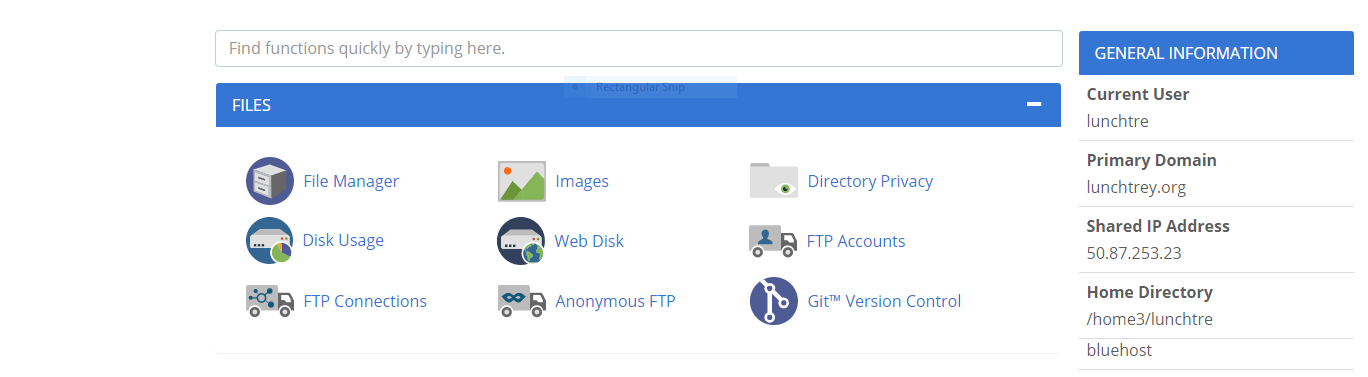 Find functions quickly by typing here.
Rectangular Snip
FILES
File Manager
Images
Directory Privacy
Disk Usage
Web Disk
FTP Accounts
FTP Connections
Anonymous FTP
Git™ Version Control
GENERAL INFORMATION
Current User
lunchtre
Primary Domain
lunchtrey.org
Shared IP Address
50.87.253.23
Home Directory
/home3/lunchtre
bluehost